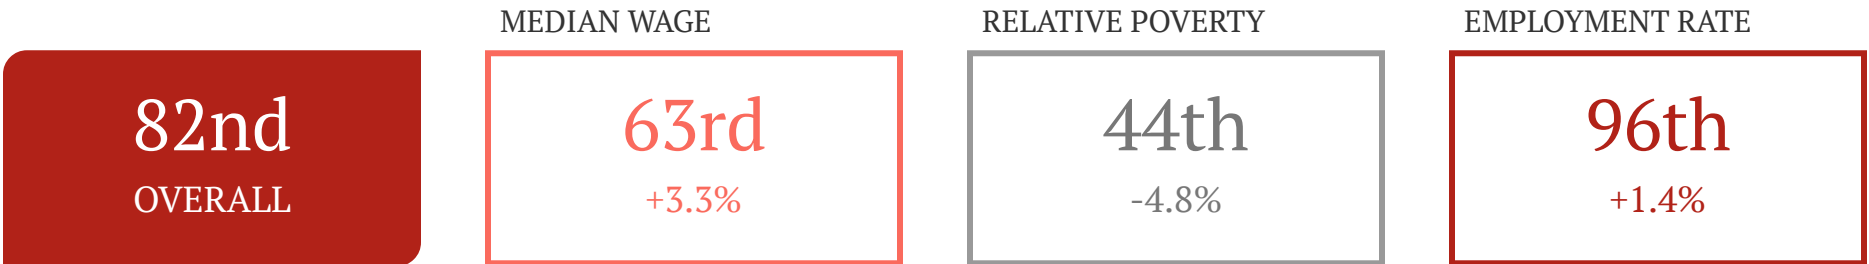 82nd
OVERALL
MEDIAN WAGE
63rd
+3.3%
RELATIVE POVERTY
44th
-4.8%
EMPLOYMENT RATE
96th
+1.4%